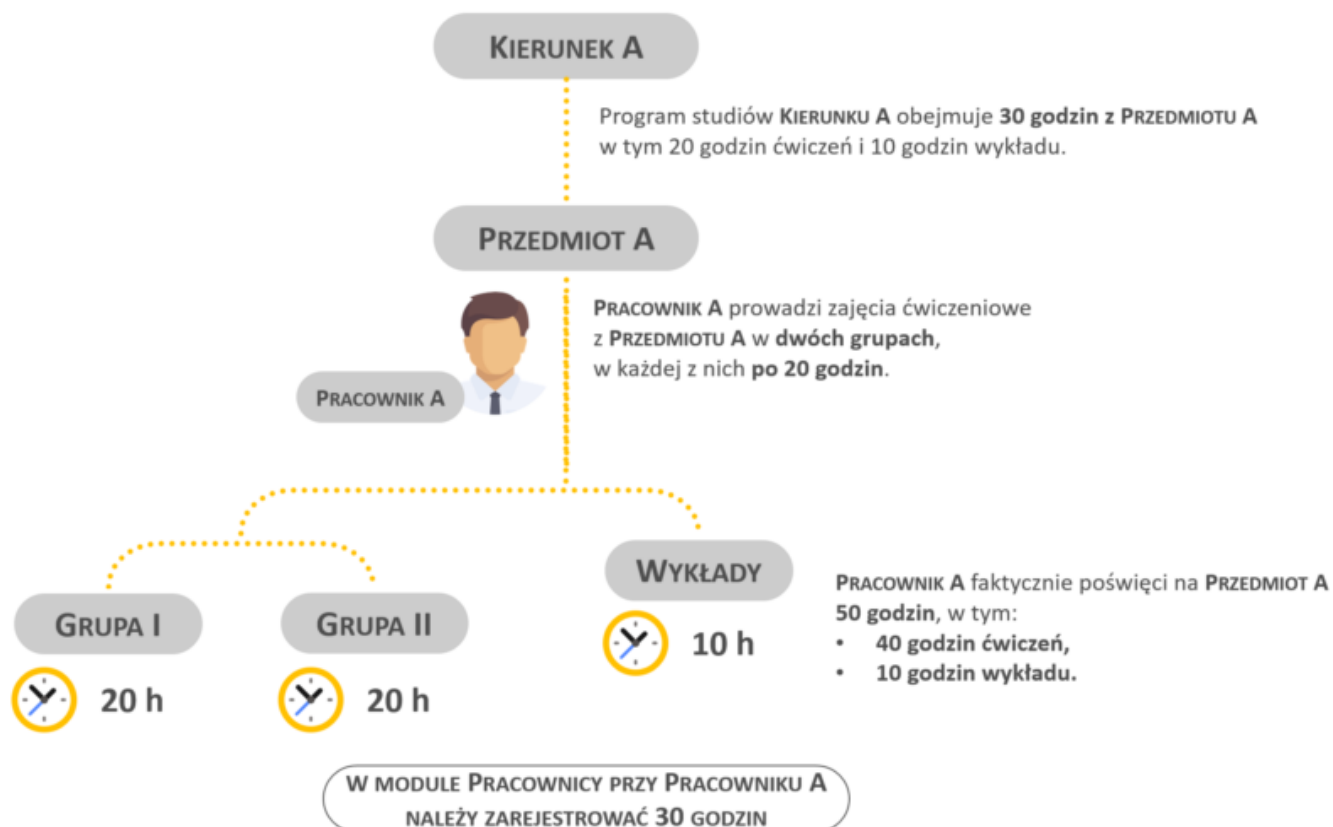 KIERUNEK A
Program studiów KIERUNKU A obejmuje 30 godzin z PRZEDMIOTU A
w tym 20 godzin ćwiczeń i 10 godzin wykładu.
PRZEDMIOT A
PRACOWNIK A prowadzi zajęcia ćwiczeniowe
z PRZEDMIOTU A w dwóch grupach,
w każdej z nich po 20 godzin.
PRACOWNIK A
GRUPA I
20 h
GRUPA II
20 h
WYKŁADY
10 h
PRACOWNIK A faktycznie poświęci na PRZEDMIOT A
50 godzin, w tym:
• 40 godzin ćwiczeń,
• 10 godzin wykładu.
W MODULE PRACOWNICY PRZY PRACOWNIKU A
NALEŻY ZAREJESTROWAĆ 30 GODZIN